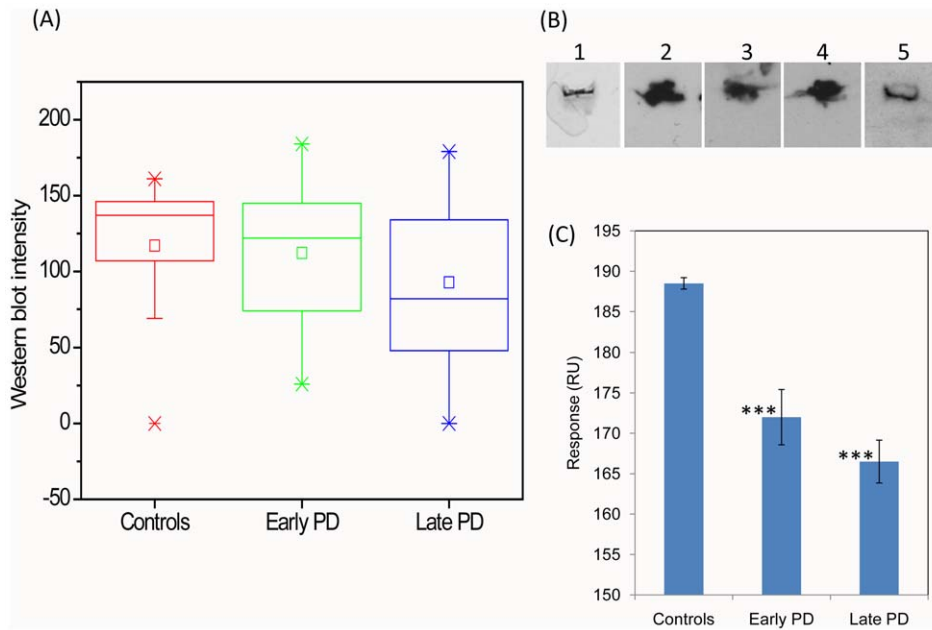 (A)
Western blot intensity
200
150
100
50
0
-50
Controls Early PD Late PD
(B)
1 2 3 4 5
(C)
Response (RU)
195
190
185
180
175
170
165
160
155
150
***
***
Controls Early PD Late PD